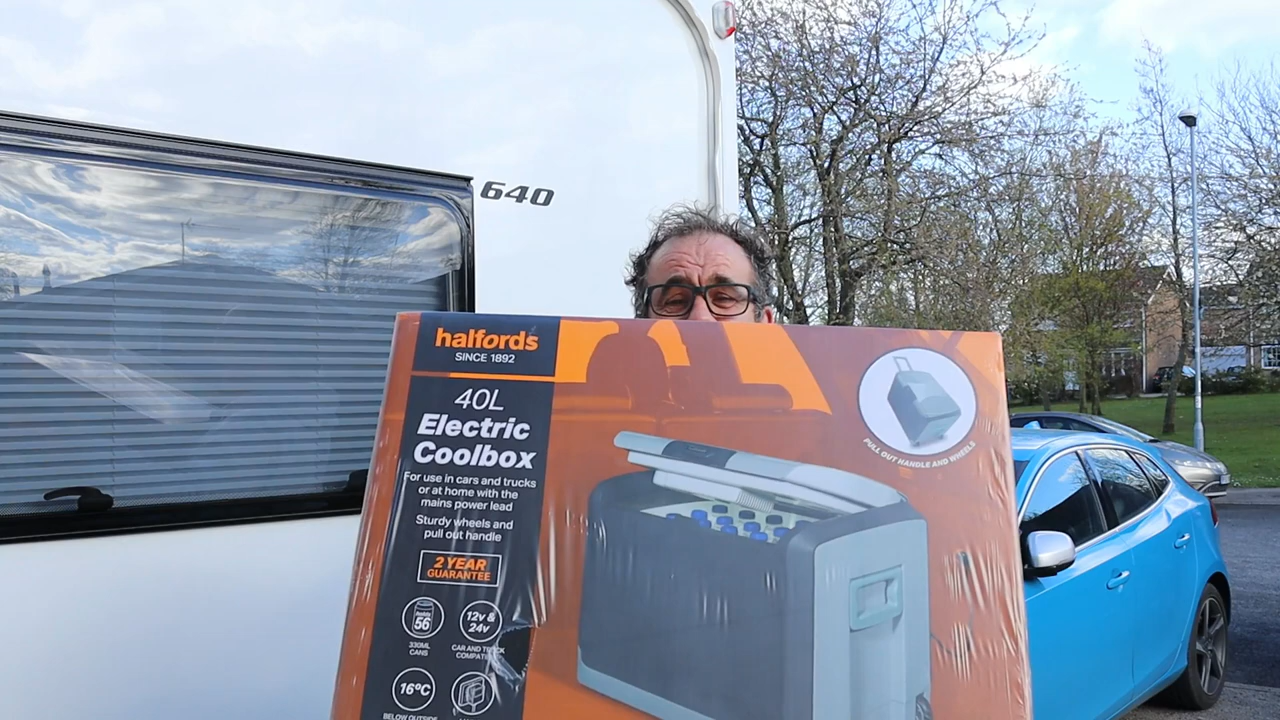 640
halfords
SINCE 1892
40L
Electric
Coolbox
For use in cars and trucks
or at home with the
mains power lead
Sturdy wheels and
pull out handle
2 YEAR
GUARANTEE
56
330ML
CANS
12v &
24v
CAR AND TRUCK
16°C
BELOW OUTSIDE
PULL OUT HANDLE AND WHEELS